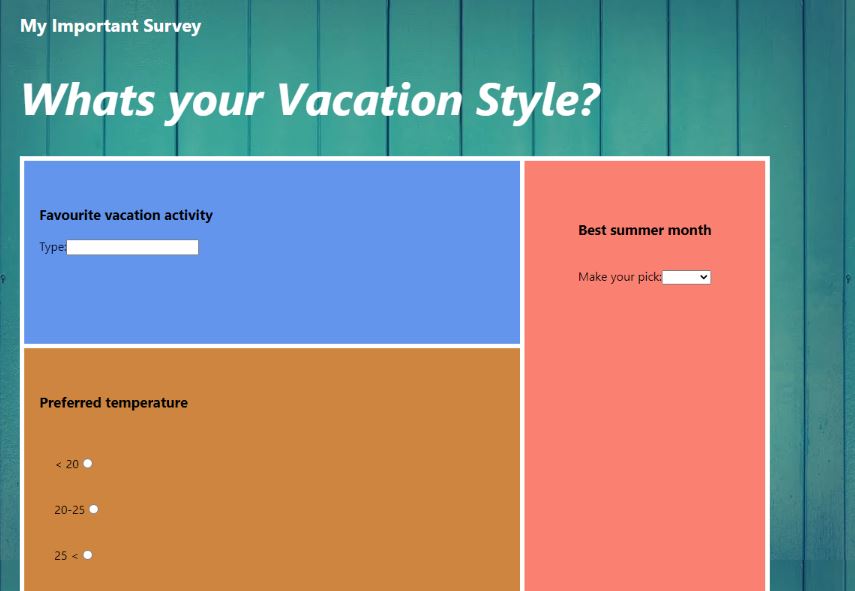 My Important Survey
Whats your Vacation Style?
Favourite vacation activity
Type:
Best summer month
Make your pick:
Preferred temperature
< 20
20-25
25 <